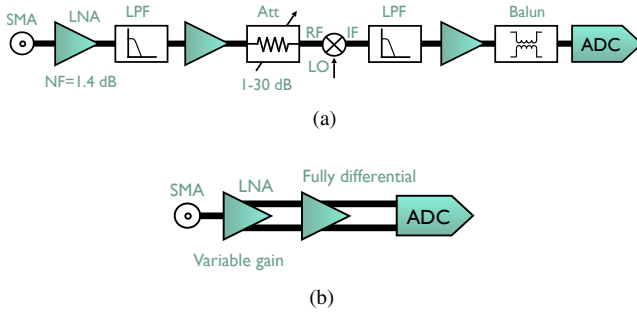 SMA
LNA
LPF
Att
RF
IF
LPF
Balun
ADC
LO
NF=1.4 dB
1-30 dB
(a)
Fully differential
SMA
LNA
ADC
Variable gain
(b)